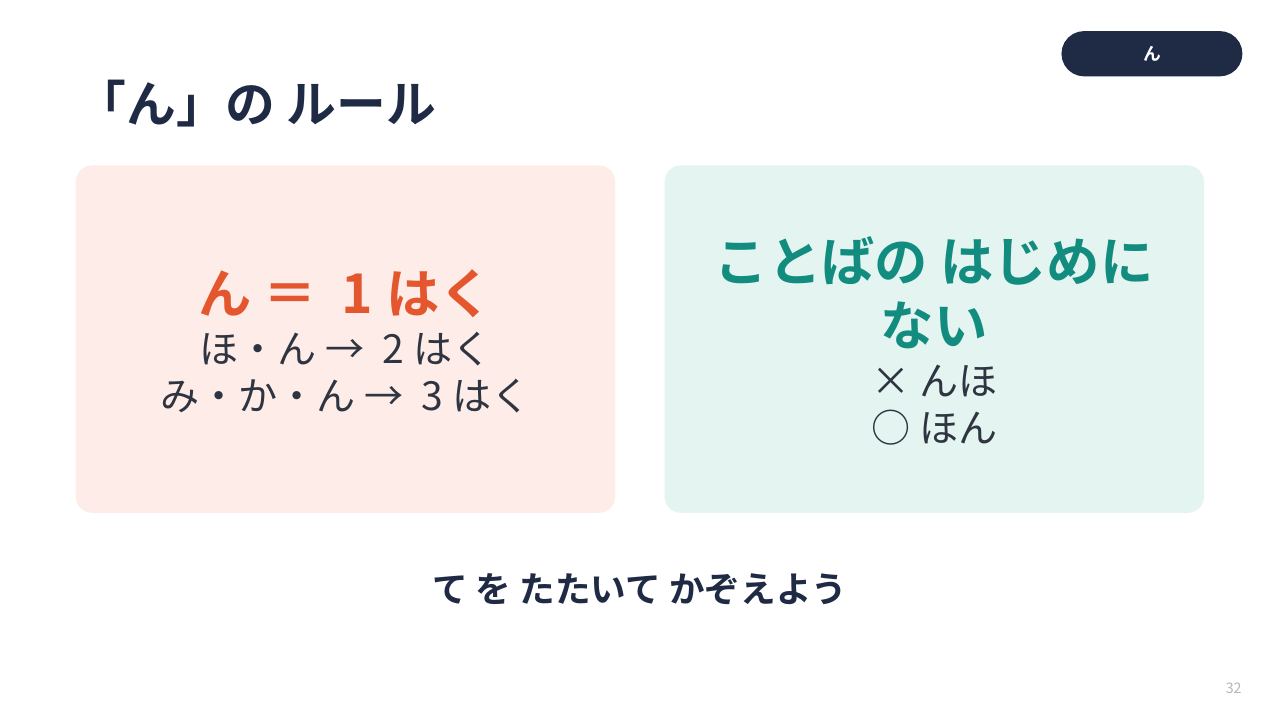 ん
「ん」の ルール
ん ＝ 1 はく
ほ・ん → 2 はく
み・か・ん → 3 はく
ことばの はじめに
ない
× んほ
○ ほん
て を たたいて かぞえよう
32